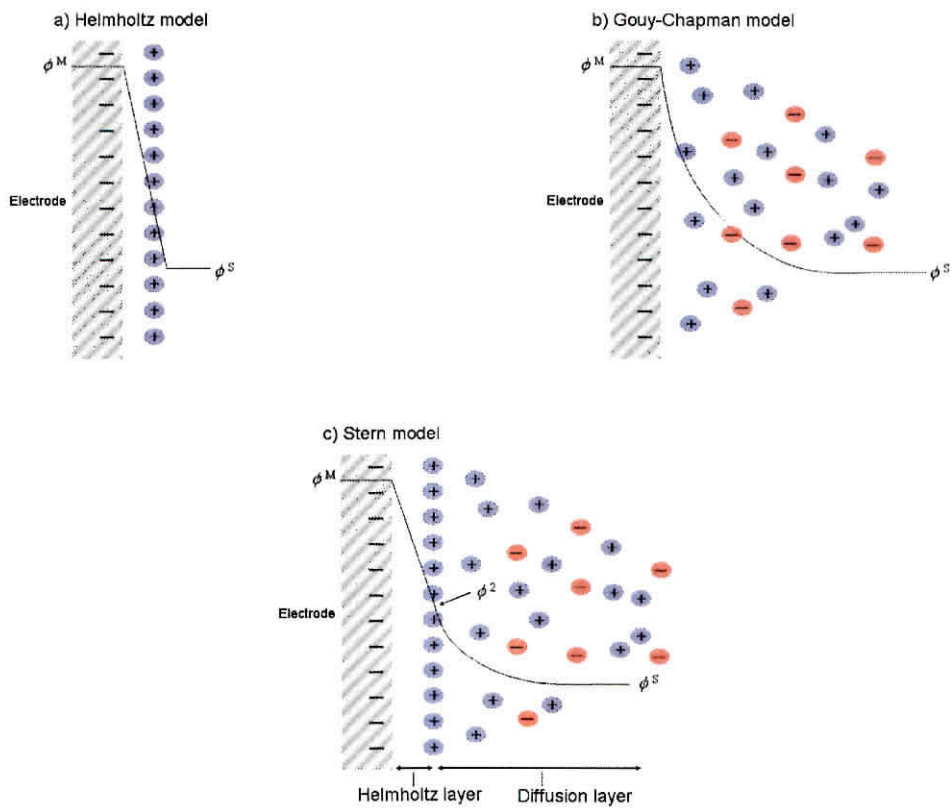 a) Helmholtz model
b) Gouy-Chapman model
ϕᴹ
ϕᴹ
Electrode
Electrode
ϕˢ
ϕˢ
c) Stern model
ϕᴹ
ϕ²
Electrode
ϕˢ
Helmholtz layer
Diffusion layer